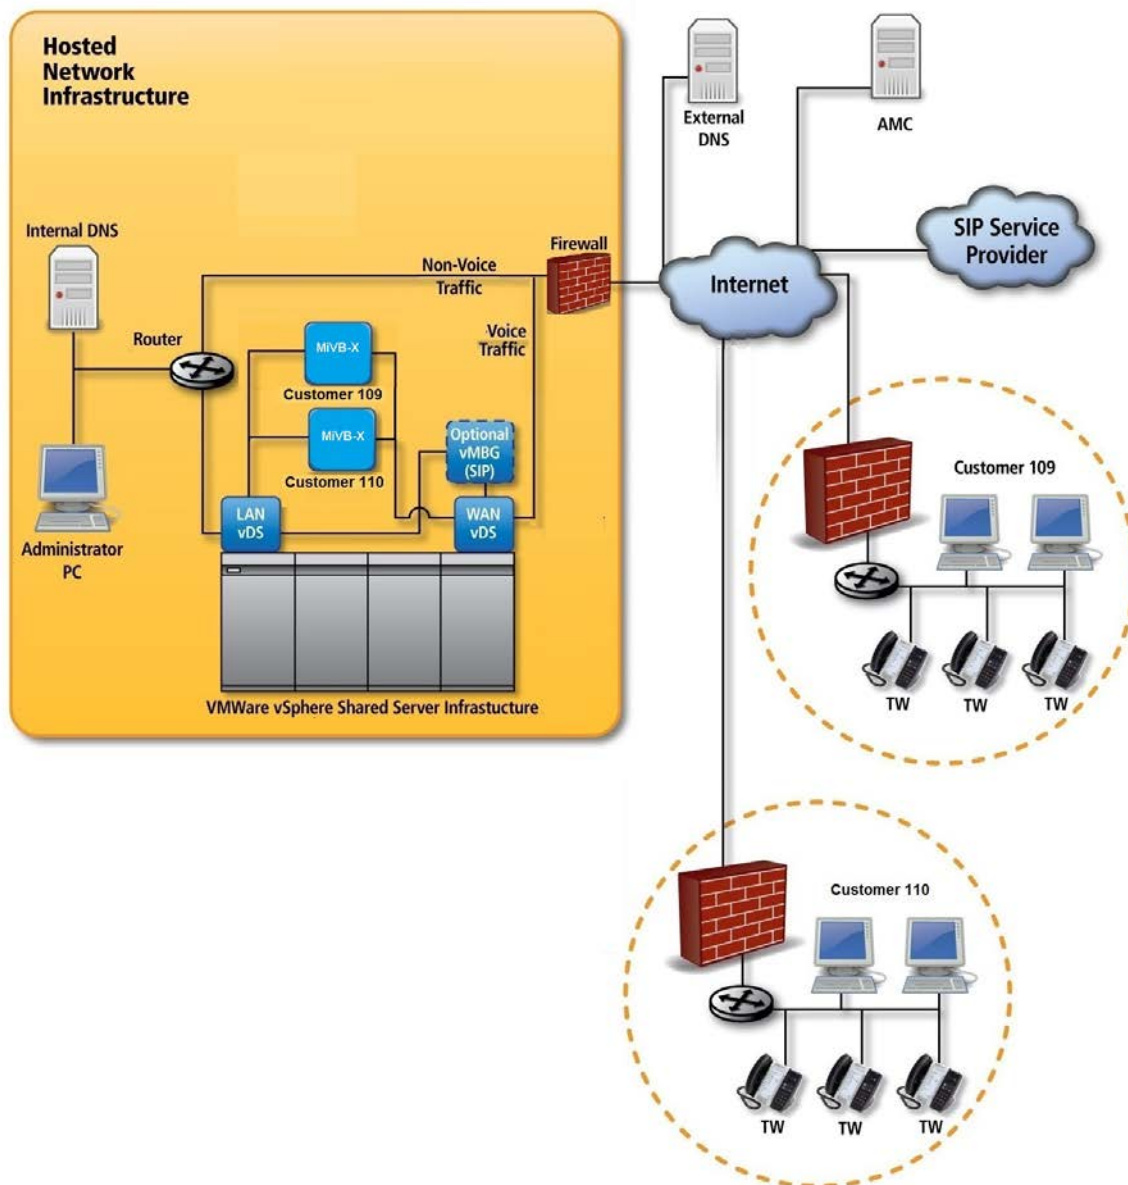 Hosted
Network
Infrastructure
External
DNS
AMC
SIP Service
Provider
Internet
Internal DNS
Firewall
Non-Voice
Traffic
Voice
Traffic
Router
MiVB-X
Customer 109
MiVB-X
Customer 110
Optional
vMBG
(SIP)
LAN
vDS
WAN
vDS
Administrator
PC
VMWare vSphere Shared Server Infrastucture
Customer 109
TW
TW
TW
Customer 110
TW
TW
TW